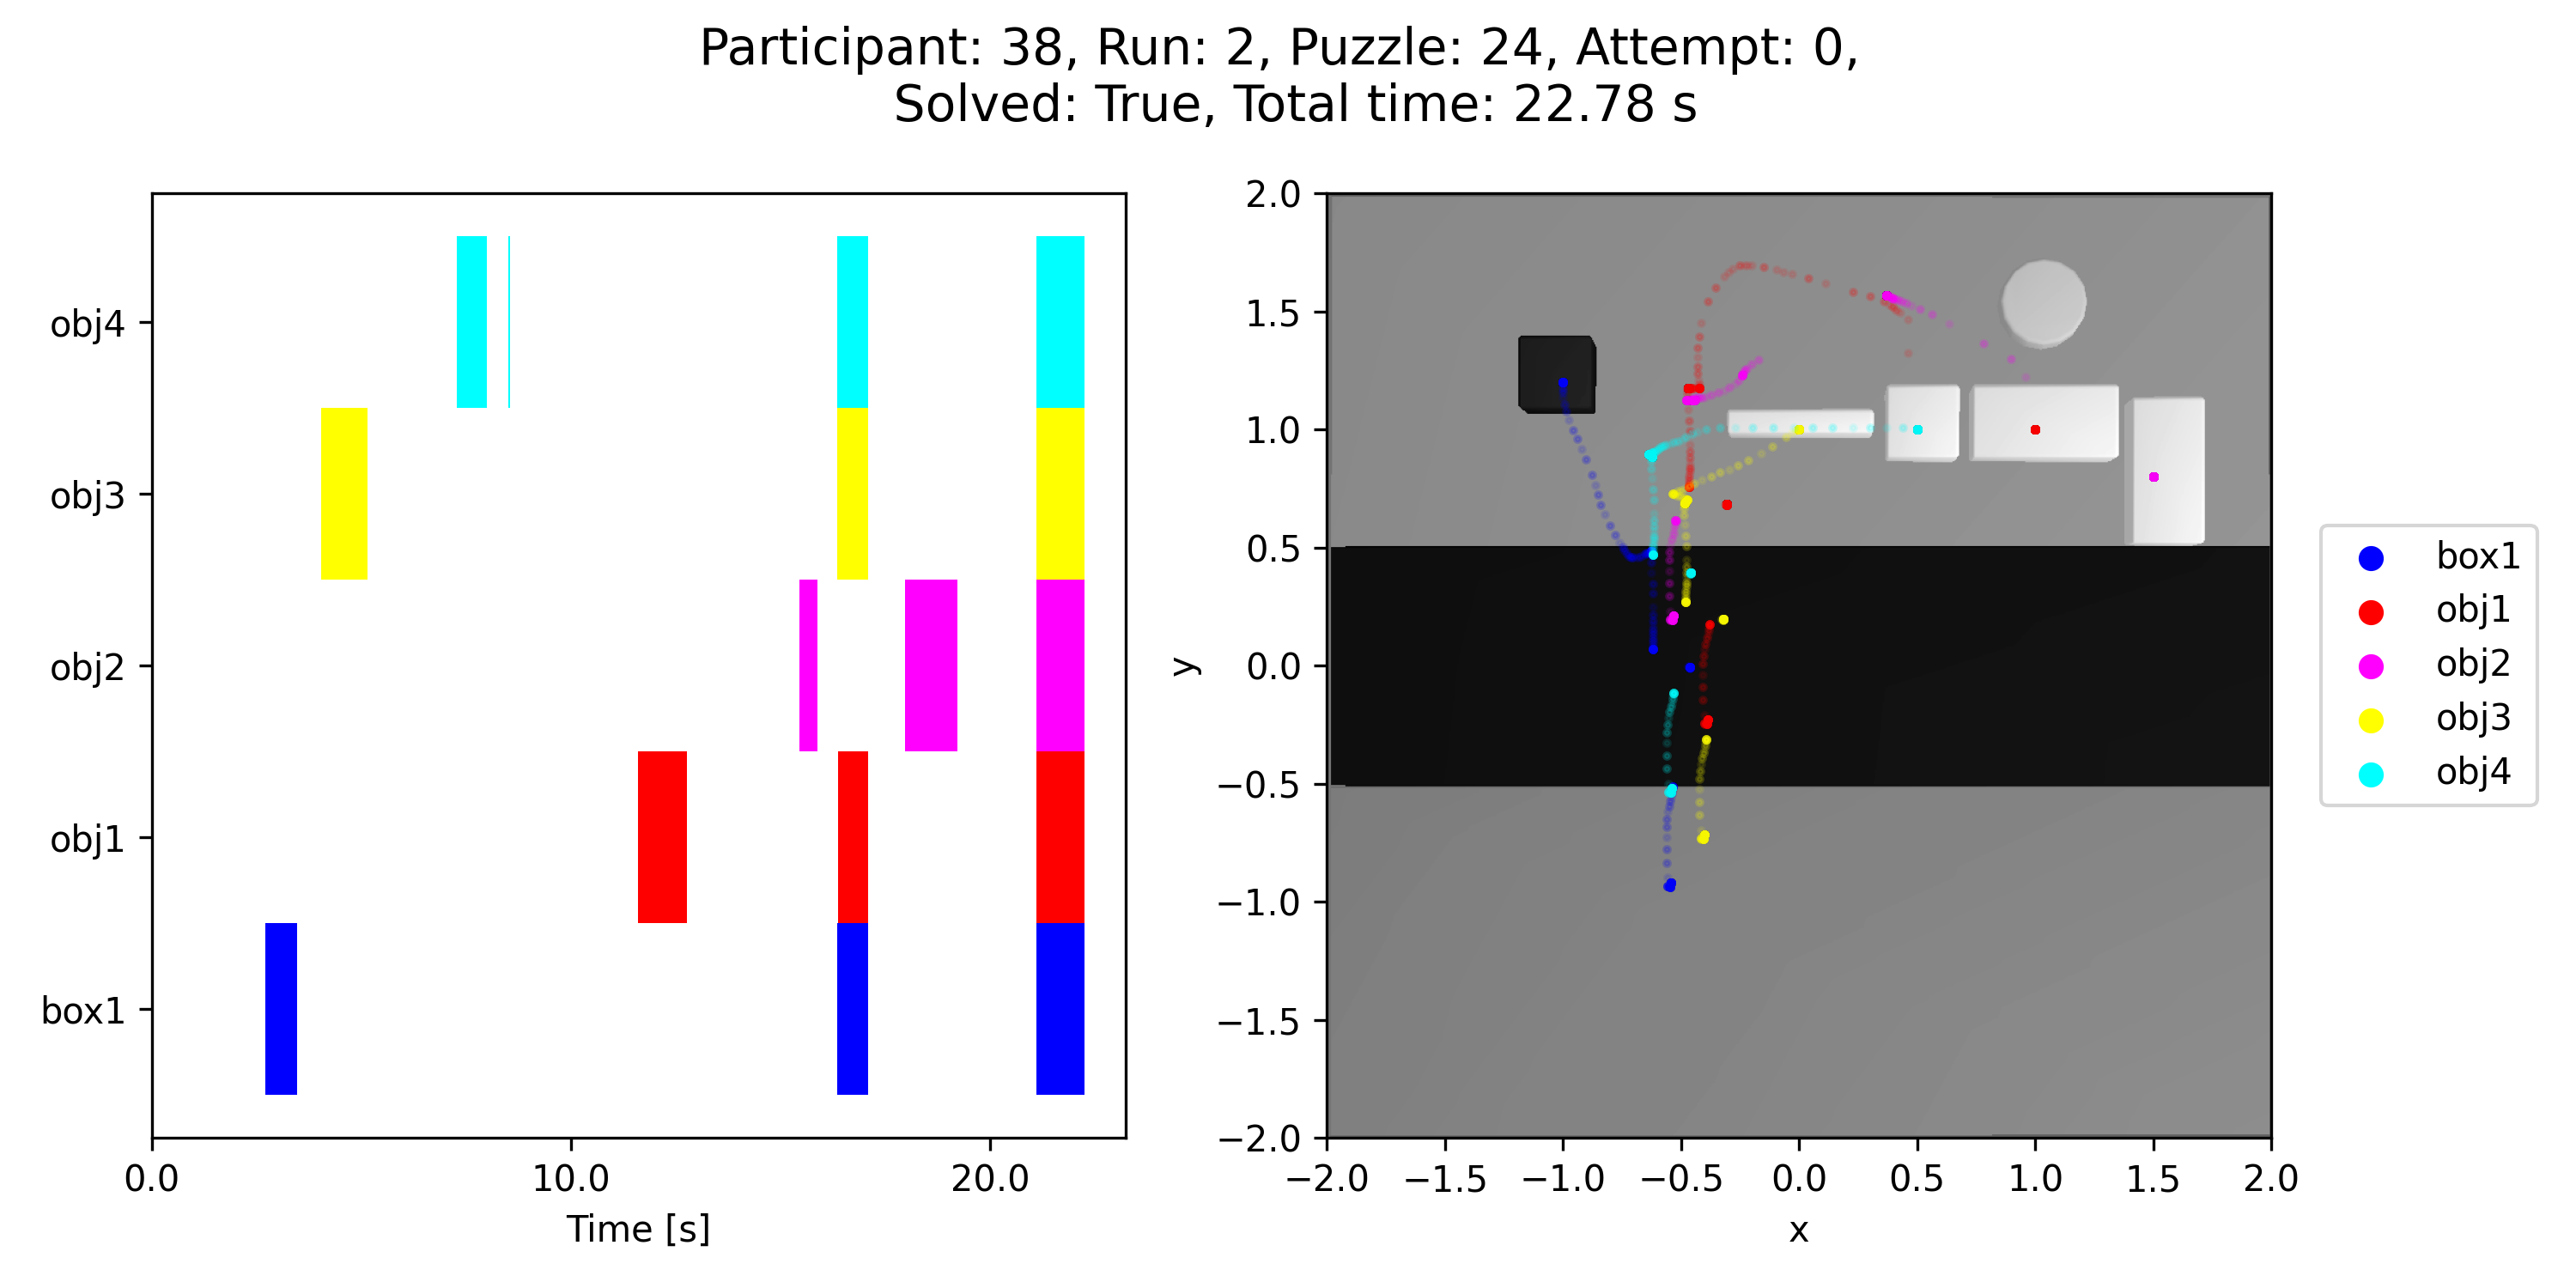 Participant: 38, Run: 2, Puzzle: 24, Attempt: 0,
Solved: True, Total time: 22.78 s
obj4
obj3
obj2
obj1
box1
0.0
10.0
20.0
Time [s]
2.0
1.5
1.0
0.5
0.0
−0.5
−1.0
−1.5
−2.0
y
−2.0
−1.5
−1.0
−0.5
0.0
0.5
1.0
1.5
2.0
x
box1
obj1
obj2
obj3
obj4